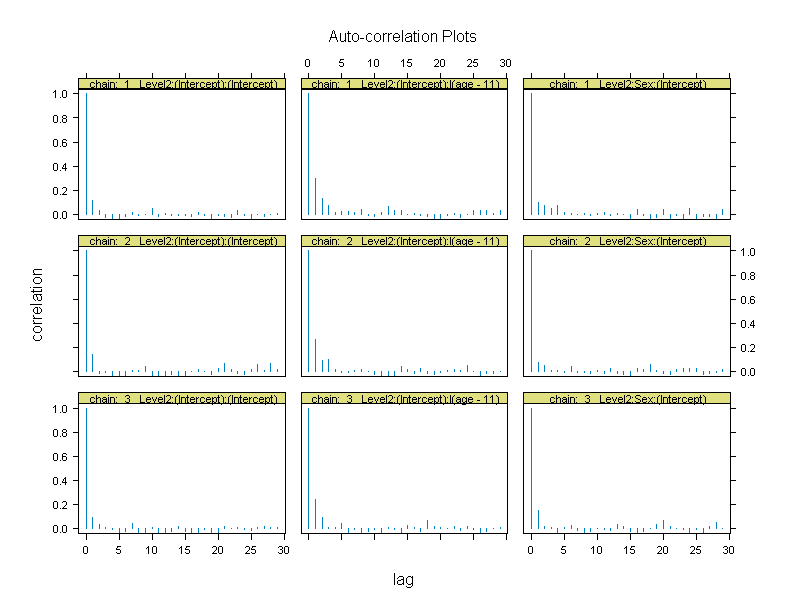 Auto-correlation Plots
0 5 10 15 20 25 30
chain: 1 Level2:(Intercept):(Intercept)
chain: 1 Level2:(Intercept):I(age - 11)
chain: 1 Level2:Sex:(Intercept)
1.0
0.8
0.6
0.4
0.2
0.0
chain: 2 Level2:(Intercept):(Intercept)
chain: 2 Level2:(Intercept):I(age - 11)
chain: 2 Level2:Sex:(Intercept)
1.0
0.8
0.6
0.4
0.2
0.0
correlation
chain: 3 Level2:(Intercept):(Intercept)
chain: 3 Level2:(Intercept):I(age - 11)
chain: 3 Level2:Sex:(Intercept)
1.0
0.8
0.6
0.4
0.2
0.0
0 5 10 15 20 25 30
0 5 10 15 20 25 30
lag